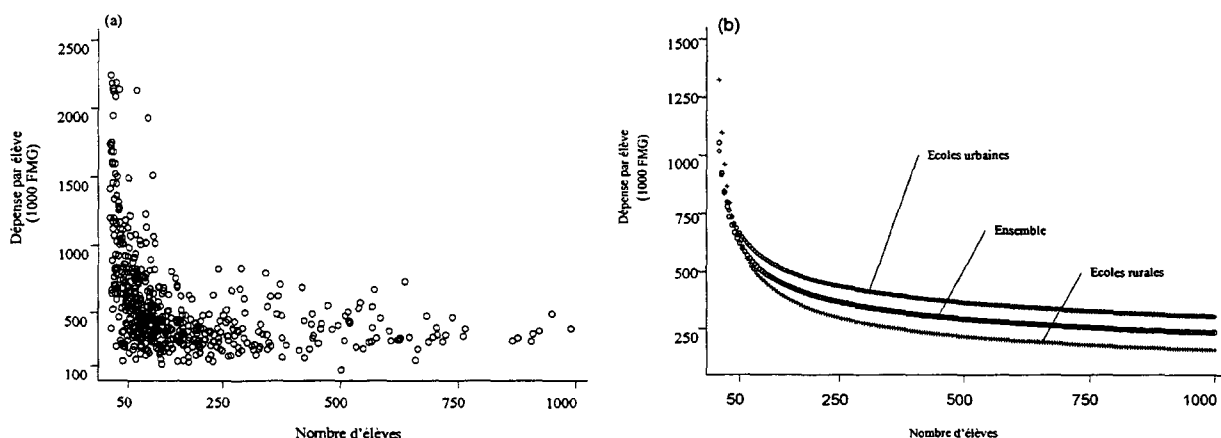 (a)
2500
2000
1500
1000
500
100
Dépense par élève
(1000 FMG)
50
250
500
750
1000
Nombre d'élèves
(b)
1500
1250
1000
750
500
250
Dépense par élève
(1000 FMG)
Ecoles urbaines
Ensemble
Ecoles rurales
50
250
500
750
1000
Nombre d'élèves